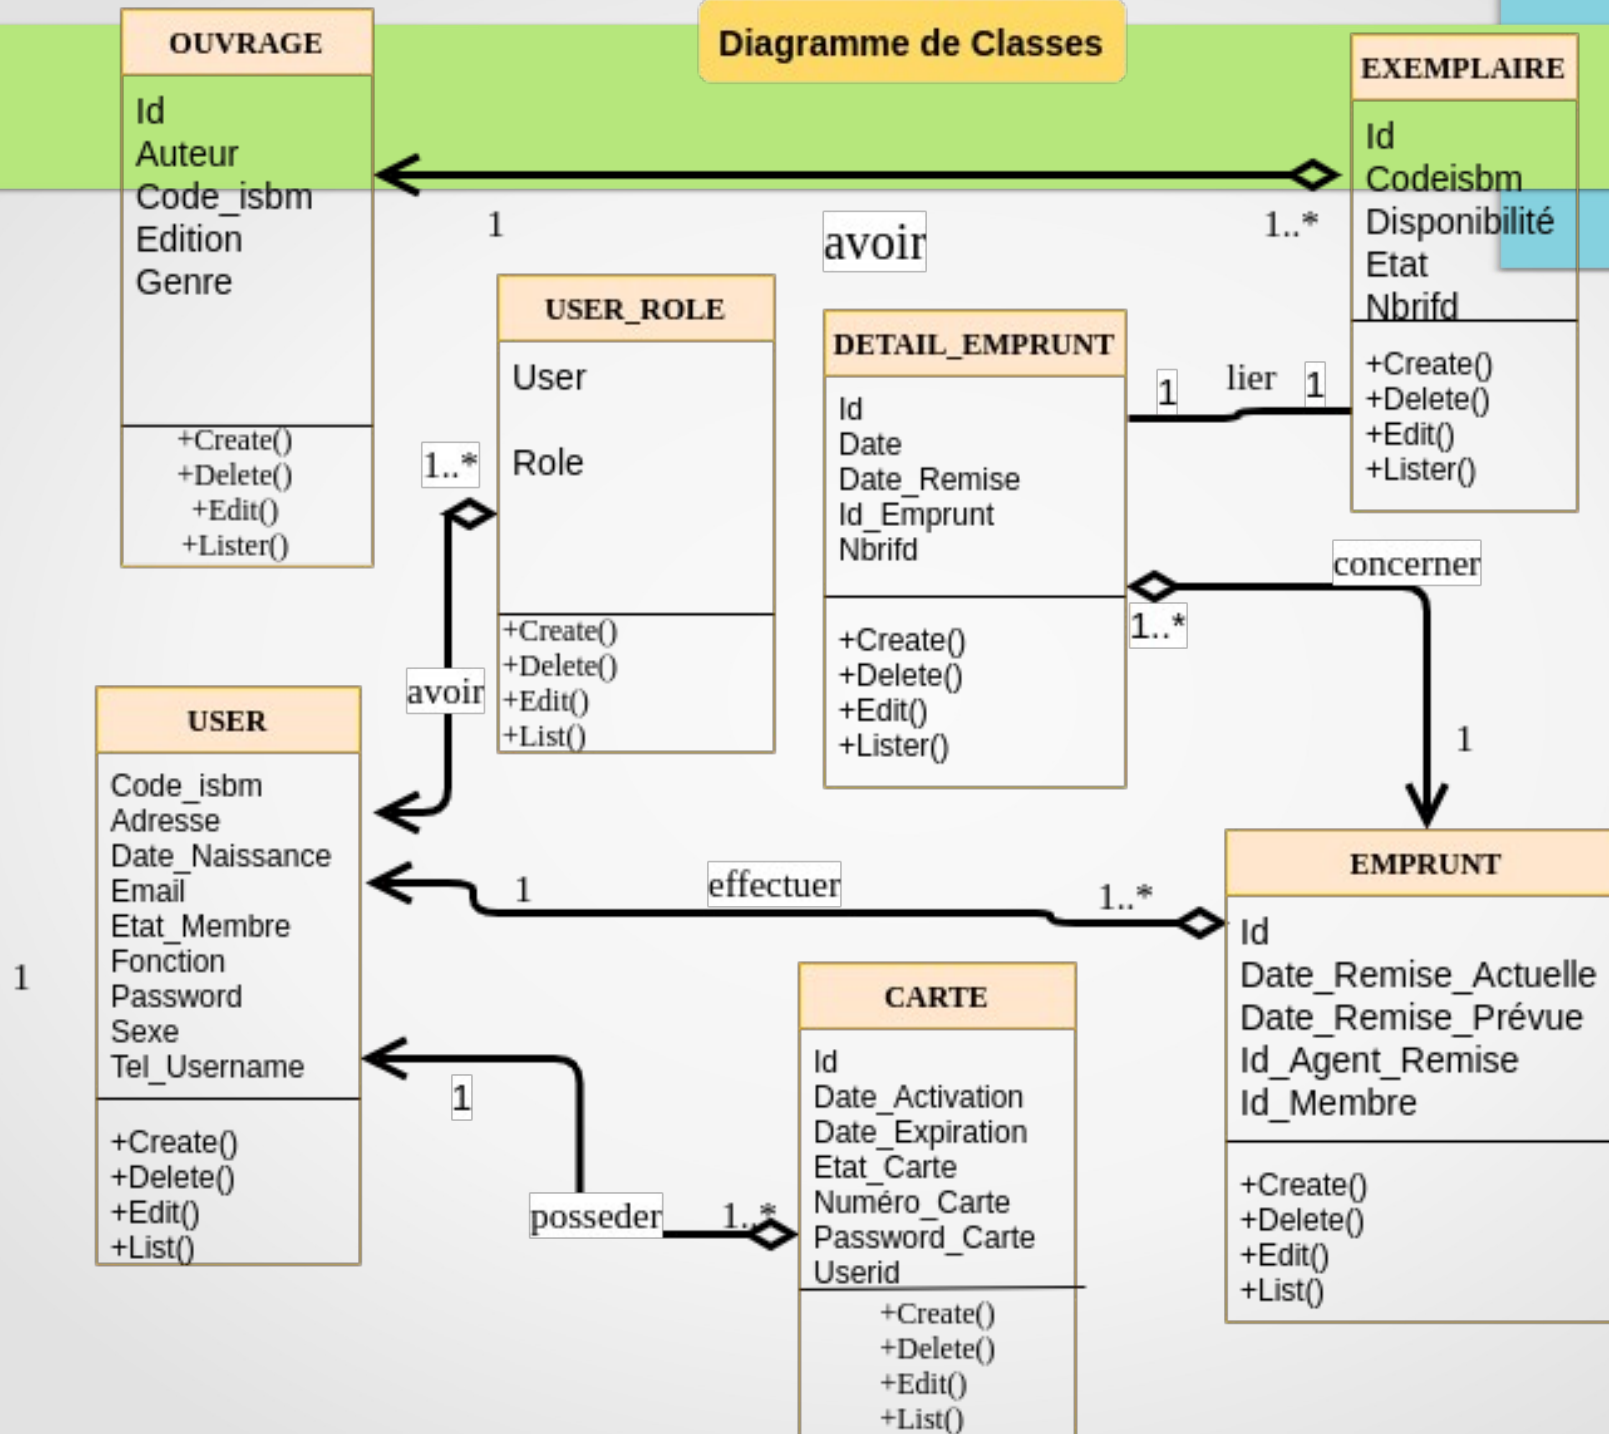 Diagramme de Classes
OUVRAGE
Id
Auteur
Code_isbm
Edition
Genre
+Create()
+Delete()
+Edit()
+Lister()
1
avoir
1..*
EXEMPLAIRE
Id
Codeisbm
Disponibilité
Etat
Nbrifd
+Create()
+Delete()
+Edit()
+Lister()
USER_ROLE
User
Role
+Create()
+Delete()
+Edit()
+List()
1..*
avoir
DETAIL_EMPRUNT
Id
Date
Date_Remise
Id_Emprunt
Nbrifd
+Create()
+Delete()
+Edit()
+Lister()
1
lier
1
concerner
1..*
1
USER
Code_isbm
Adresse
Date_Naissance
Email
Etat_Membre
Fonction
Password
Sexe
Tel_Username
+Create()
+Delete()
+Edit()
+List()
1
1
effectuer
1..*
EMPRUNT
Id
Date_Remise_Actuelle
Date_Remise_Prévue
Id_Agent_Remise
Id_Membre
+Create()
+Delete()
+Edit()
+List()
1
posseder
1..*
CARTE
Id
Date_Activation
Date_Expiration
Etat_Carte
Numéro_Carte
Password_Carte
Userid
+Create()
+Delete()
+Edit()
+List()